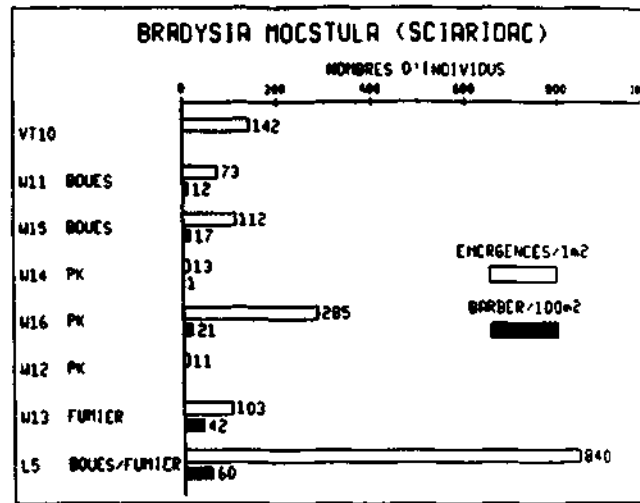 BRADYSIA MOCSTULA (SCIARIDAC)
NOMBRES D'INDIVIDUS
0 200 400 600 800
VT10 142
W11 BOUES 73
12
W15 BOUES 112
17
W14 PK 13
1
W16 PK 285
21
W12 PK 11
W13 FUMIER 103
42
L5 BOUES/FUMIER 840
60
EMERGENCES/1m2
BARBER/100m2